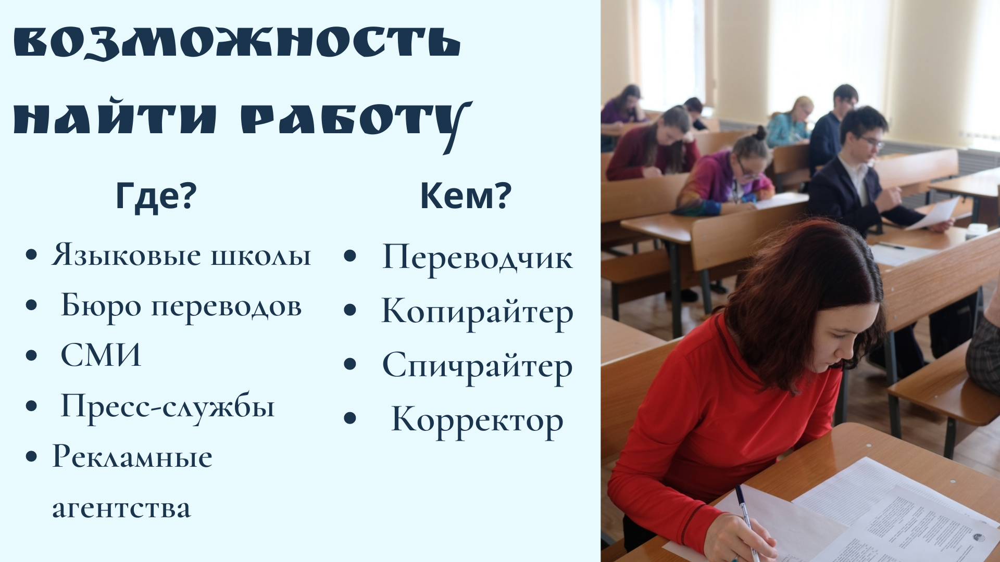 ВОЗМОЖНОСТЬ
НАЙТИ РАБОТУ
Где?
Языковые школы
Бюро переводов
СМИ
Пресс-службы
Рекламные
агентства
Кем?
Переводчик
Копирайтер
Спичрайтер
Корректор